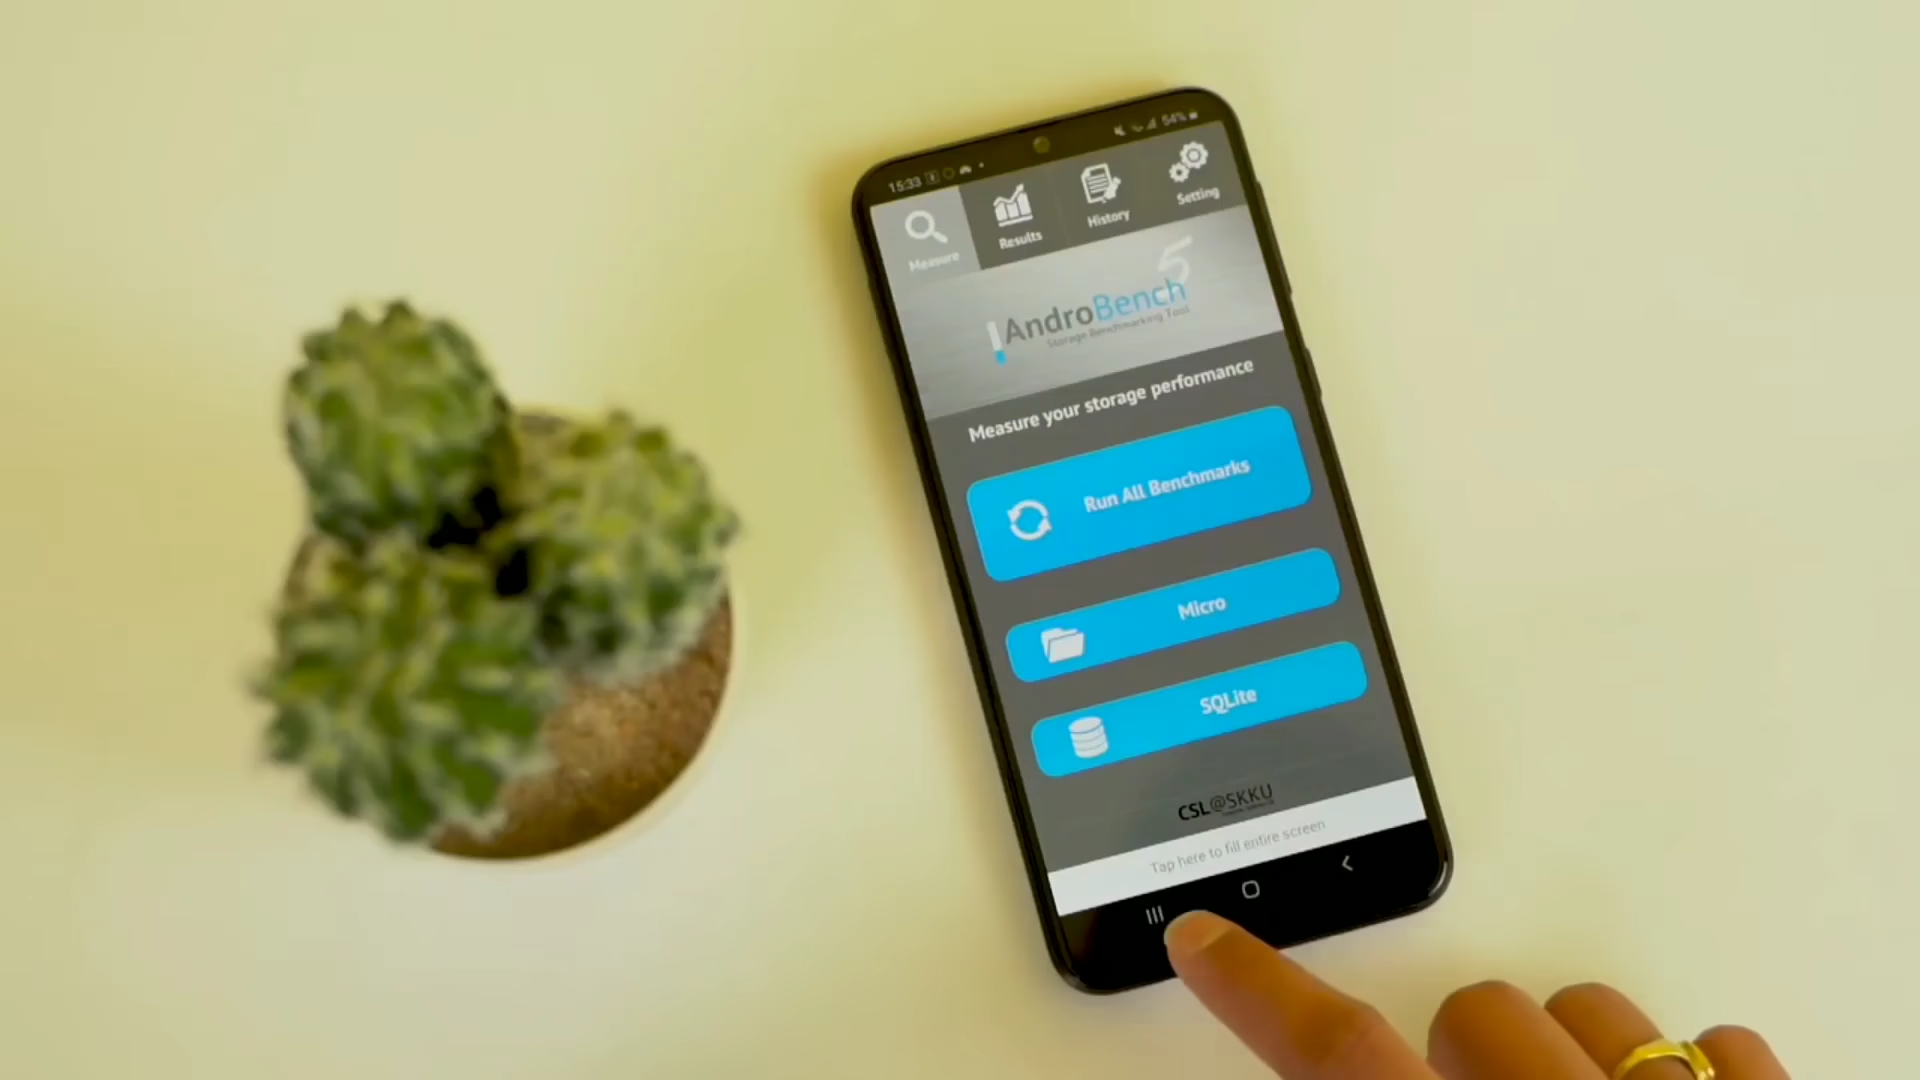 15:33
54%
Measure
Results
History
Setting
5
AndroBench
Storage Benchmarking Tool
Measure your storage performance
Run All Benchmarks
Micro
SQLite
CSL@SKKU
Tap here to fill entire screen